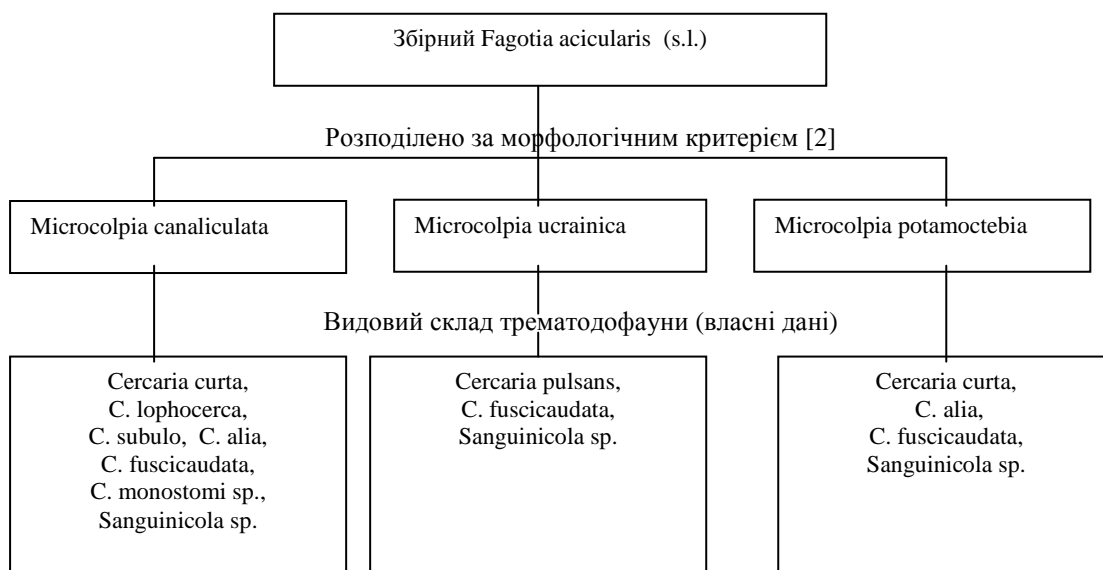 Збірний Fagotia acicularis (s.l.)
Розподілено за морфологічним критерієм [2]
Microcolpia canaliculata
Microcolpia ucrainica
Microcolpia potamoctebia
Видовий склад трематодофауни (власні дані)
Cercaria curta,
C. lophocerca,
C. subulo, C. alia,
C. fuscicaudata,
C. monostomi sp.,
Sanguinicola sp.
Cercaria pulsans,
C. fuscicaudata,
Sanguinicola sp.
Cercaria curta,
C. alia,
C. fuscicaudata,
Sanguinicola sp.